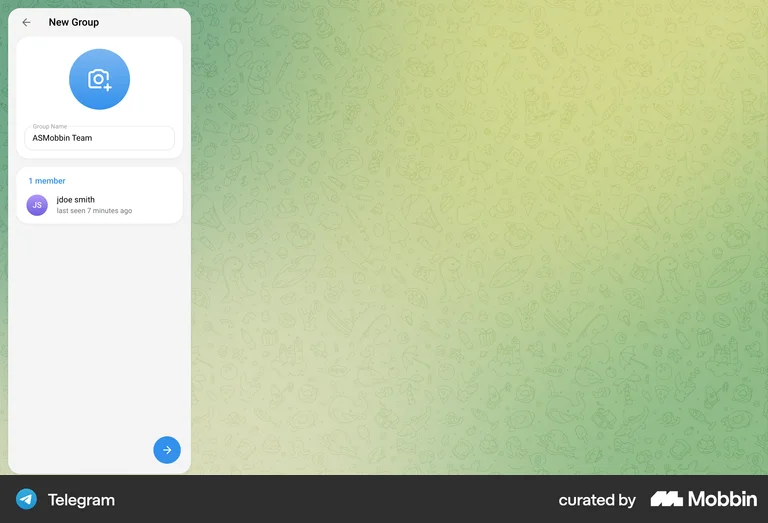 New Group
Group Name
ASMobbin Team
1 member
JS
jdoe smith
last seen 7 minutes ago
Telegram
curated by Mobbin